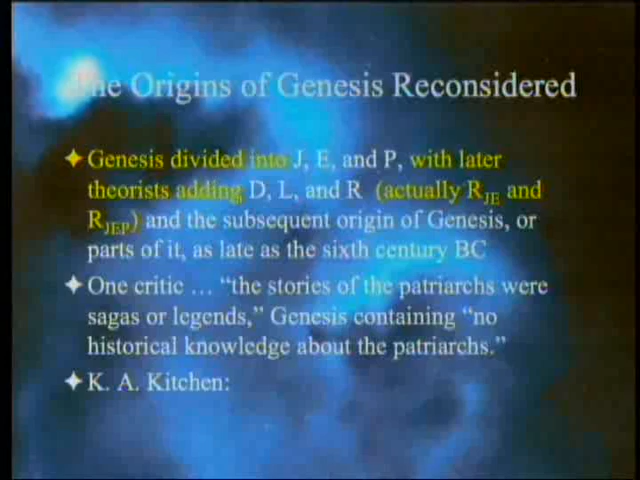 The Origins of Genesis Reconsidered
Genesis divided into J, E, and P, with later
theorists adding D, L, and R (actually RJE and
RJEP) and the subsequent origin of Genesis, or
parts of it, as late as the sixth century BC
One critic … “the stories of the patriarchs were
sagas or legends,” Genesis containing “no
historical knowledge about the patriarchs.”
K. A. Kitchen: